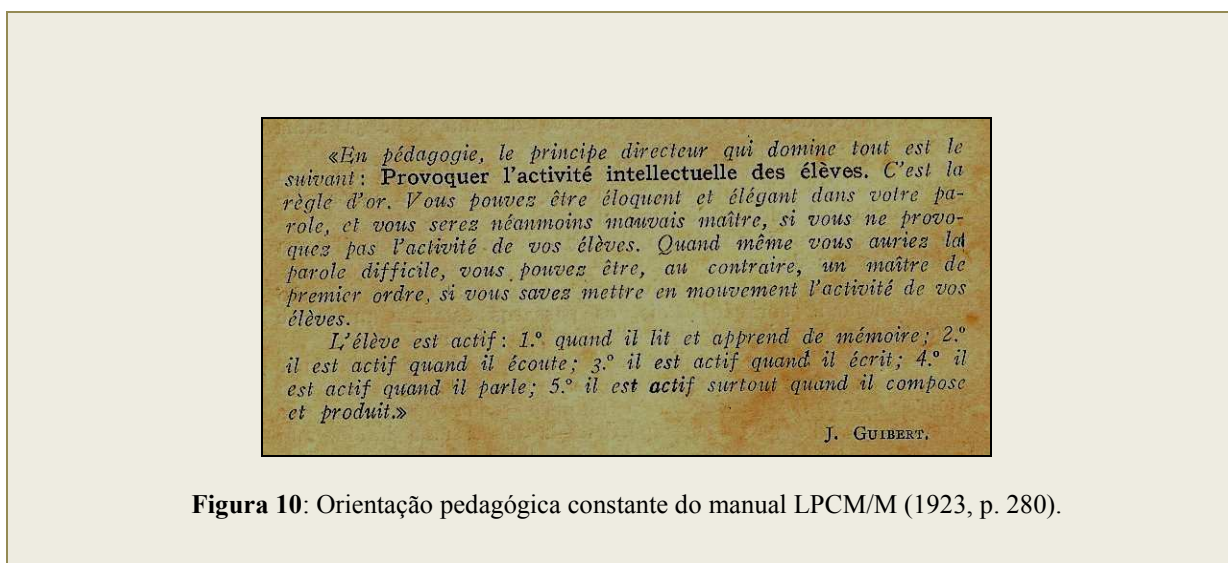 «En pédagogie, le principe directeur qui domine tout est le
suivant: Provoquer l'activité intellectuelle des élèves. C'est la
règle d'or. Vous pouvez être éloquent et élégant dans votre pa-
role, et vous serez néanmoins mauvais maître, si vous ne provo-
quez pas l'activité de vos élèves. Quand même vous auriez la
parole difficile, vous pouvez être, au contraire, un maître de
premier ordre, si vous savez mettre en mouvement l'activité de vos
élèves.
L'élève est actif: 1.º quand il lit et apprend de mémoire; 2.º
il est actif quand il écoute; 3.º il est actif quand il écrit; 4.º il
est actif quand il parle; 5.º il est actif surtout quand il compose
et produit.»
J. GUIBERT.
Figura 10: Orientação pedagógica constante do manual LPCM/M (1923, p. 280).